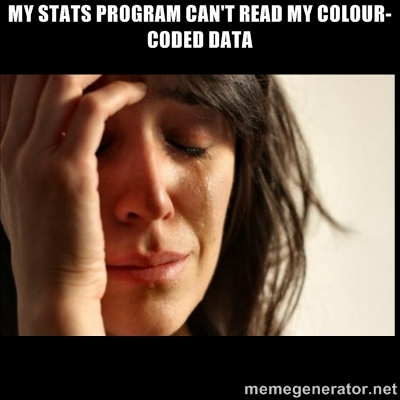 MY STATS PROGRAM CAN'T READ MY COLOUR-
CODED DATA
memegenerator.net